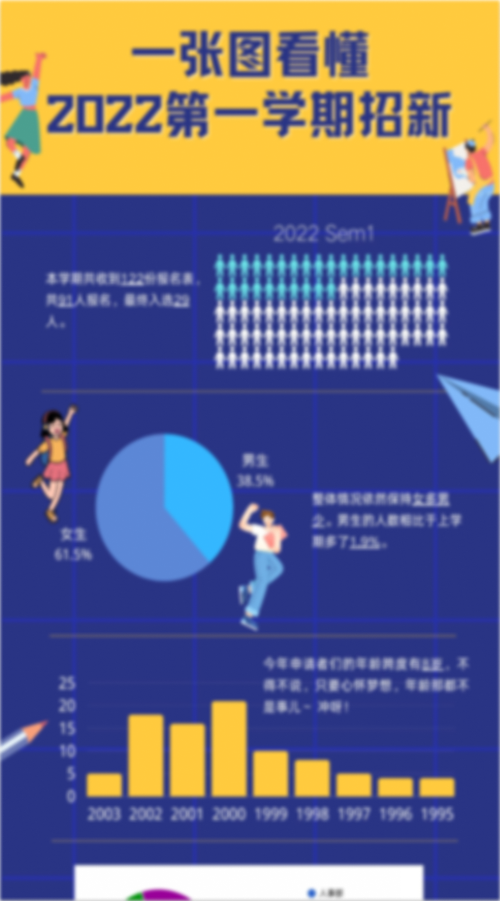 一张图看懂
2022第一学期招新
2022 Sem1
本学期共收到122份报名表，
共91人报名，最终入选29
人。
男生
38.5%
女生
61.5%
整体情况依然保持女多男
少。男生的人数相比于上学
期多了1.9%。
今年申请者们的年龄跨度有8岁，不
得不说，只要心怀梦想，年龄都不
是事儿～ 冲呀！
25
20
15
10
5
0
2003 2002 2001 2000 1999 1998 1997 1996 1995
人事部